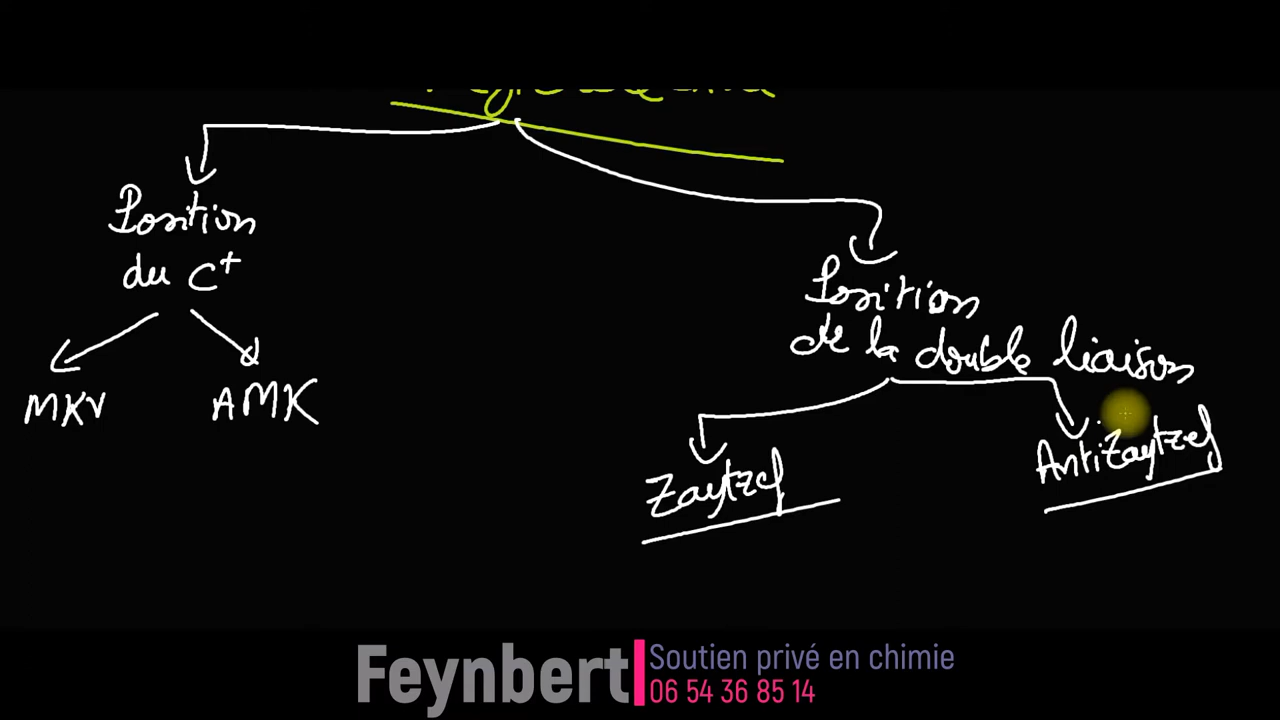 Position
du C+
MKV
AMK
Position
de la double liaison
Zaytzef
AntiZaytzef
Feynbert
Soutien privé en chimie
06 54 36 85 14